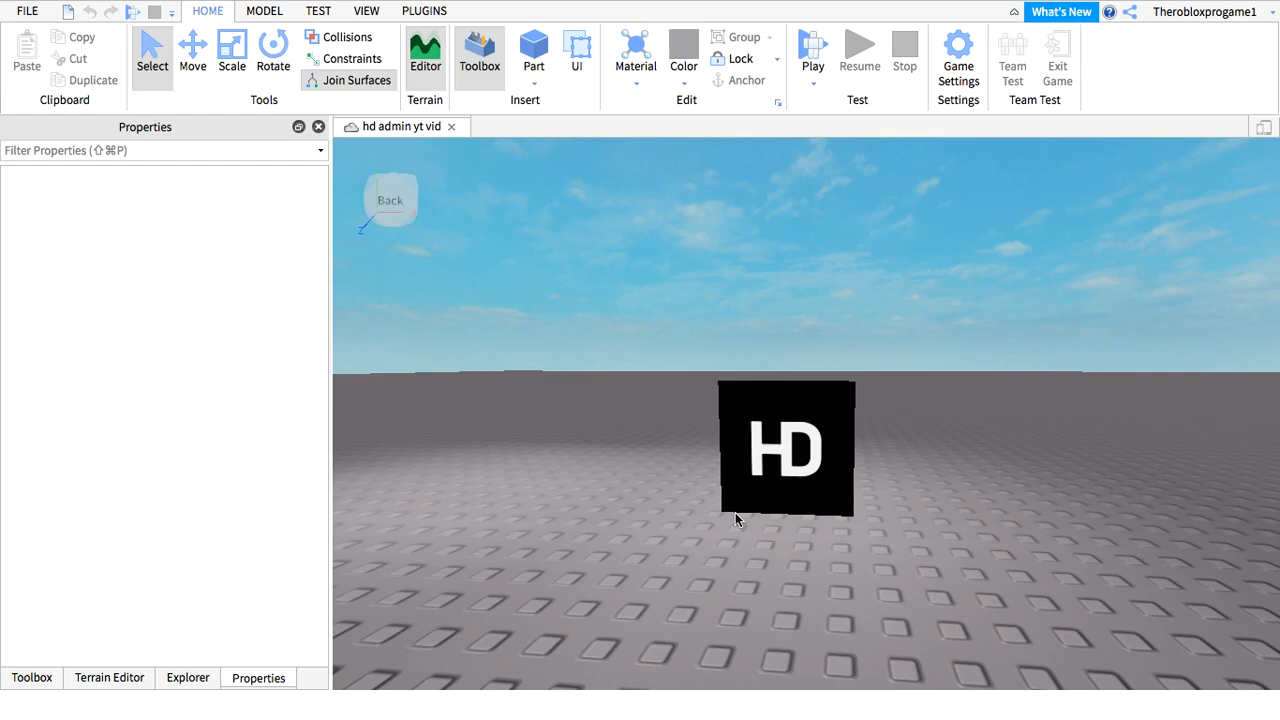 FILE HOME MODEL TEST VIEW PLUGINS What's New Therobloxprogame1
Paste Copy Cut Duplicate Select Move Scale Rotate Collisions Constraints Join Surfaces Editor Toolbox Part UI Material Color Group Lock Anchor Play Resume Stop Game Settings Team Test Exit Game
Clipboard Tools Terrain Insert Edit Test Settings Team Test
Properties hd admin yt vid
Filter Properties (⇧⌘P)
Back
Z
HD
Toolbox Terrain Editor Explorer Properties